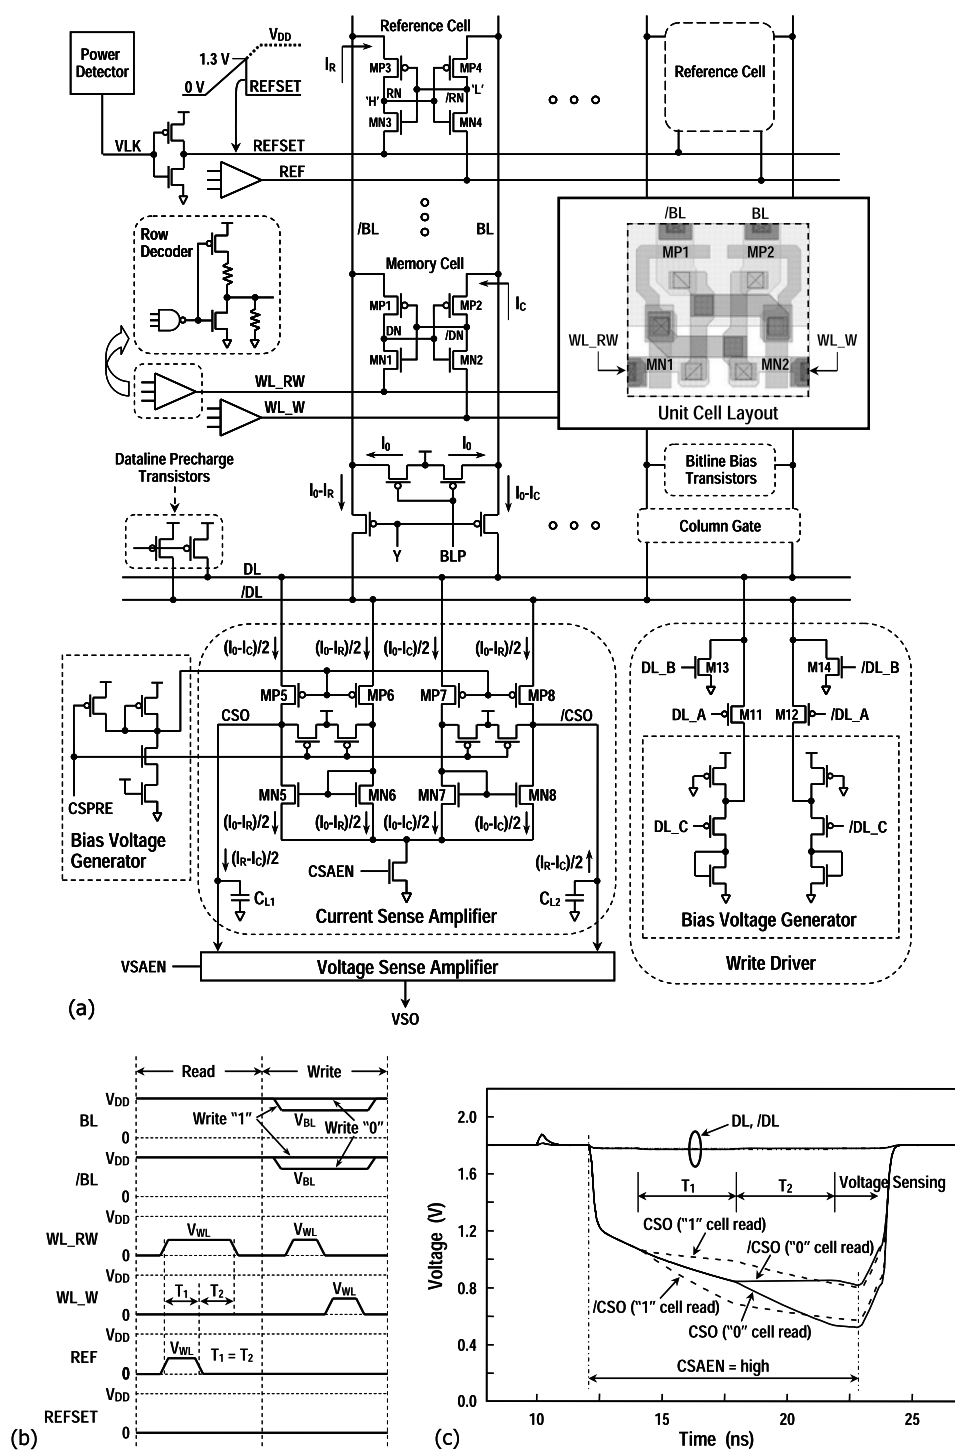 Reference Cell
Power
Detector
VDD
1.3 V
0 V
REFSET
IR
MP3
MP4
'H'
RN
/RN
'L'
MN3
MN4
Reference Cell
VLK
REFSET
REF
/BL
BL
Row
Decoder
Memory Cell
MP1
MP2
IC
DN
/DN
MN1
MN2
WL_RW
WL_W
/BL
BL
MP1
MP2
WL_RW
WL_W
MN1
MN2
Unit Cell Layout
Dataline Precharge
Transistors
I0
I0
I0-IR
I0-IC
Y
BLP
Bitline Bias
Transistors
Column Gate
DL
/DL
(I0-IC)/2
(I0-IR)/2
(I0-IC)/2
(I0-IR)/2
MP5
MP6
MP7
MP8
CSO
/CSO
MN5
MN6
MN7
MN8
(I0-IR)/2
(I0-IR)/2
(I0-IC)/2
(I0-IC)/2
CSPRE
Bias Voltage
Generator
(IR-IC)/2
CSAEN
(IR-IC)/2
CL1
CL2
Current Sense Amplifier
DL_B
M13
M14
/DL_B
DL_A
M11
M12
/DL_A
DL_C
/DL_C
Bias Voltage Generator
Write Driver
VSAEN
Voltage Sense Amplifier
VSO
(a)
Read
Write
VDD
BL
0
Write "1"
VBL
Write "0"
VDD
/BL
0
VBL
VDD
WL_RW
0
VWL
VWL
VDD
WL_W
0
T1
T2
VWL
VDD
REF
0
VWL
T1 = T2
VDD
REFSET
0
(b)
2.0
1.6
1.2
0.8
0.4
0.0
Voltage (V)
DL, /DL
T1
T2
Voltage Sensing
CSO ("1" cell read)
/CSO ("0" cell read)
/CSO ("1" cell read)
CSO ("0" cell read)
CSAEN = high
10
15
20
25
Time (ns)
(c)